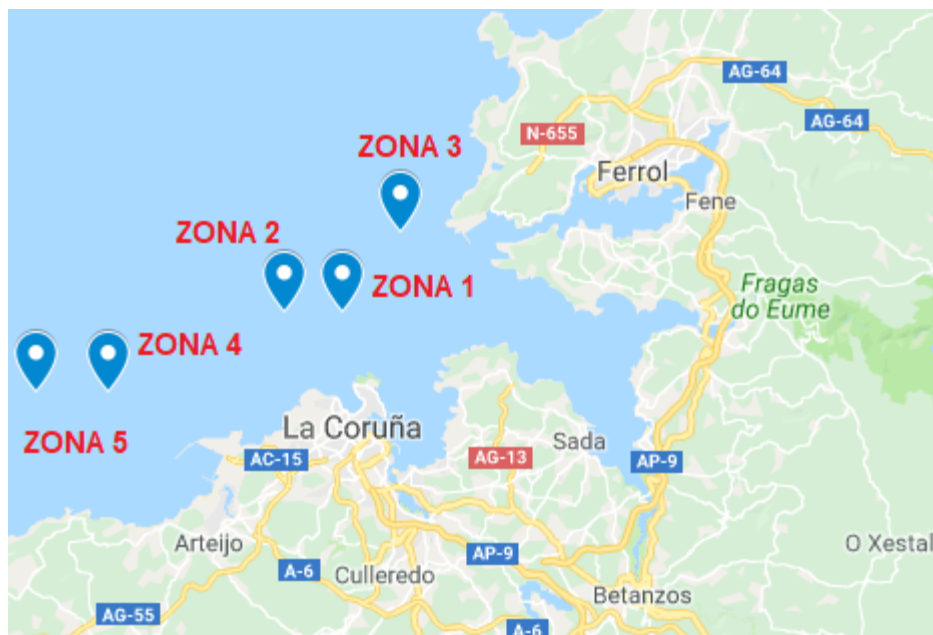 AG-64
AG-64
N-655
ZONA 3
Ferrol
Fene
ZONA 2
ZONA 1
Fragas
do Eume
ZONA 4
La Coruña
ZONA 5
Sada
AC-15
AG-13
AP-9
Arteijo
O Xestal
A-6
Culleredo
AP-9
Betanzos
AG-55
A-6